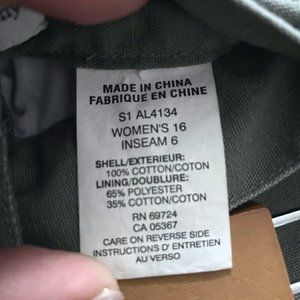 MADE IN CHINA
FABRIQUE EN CHINE
S1 AL4134
WOMEN'S 16
INSEAM 6
SHELL/EXTERIEUR:
100% COTTON/COTON
LINING/DOUBLURE:
65% POLYESTER
35% COTTON/COTON
RN 69724
CA 05367
CARE ON REVERSE SIDE
INSTRUCTIONS D' ENTRETIEN
AU VERSO